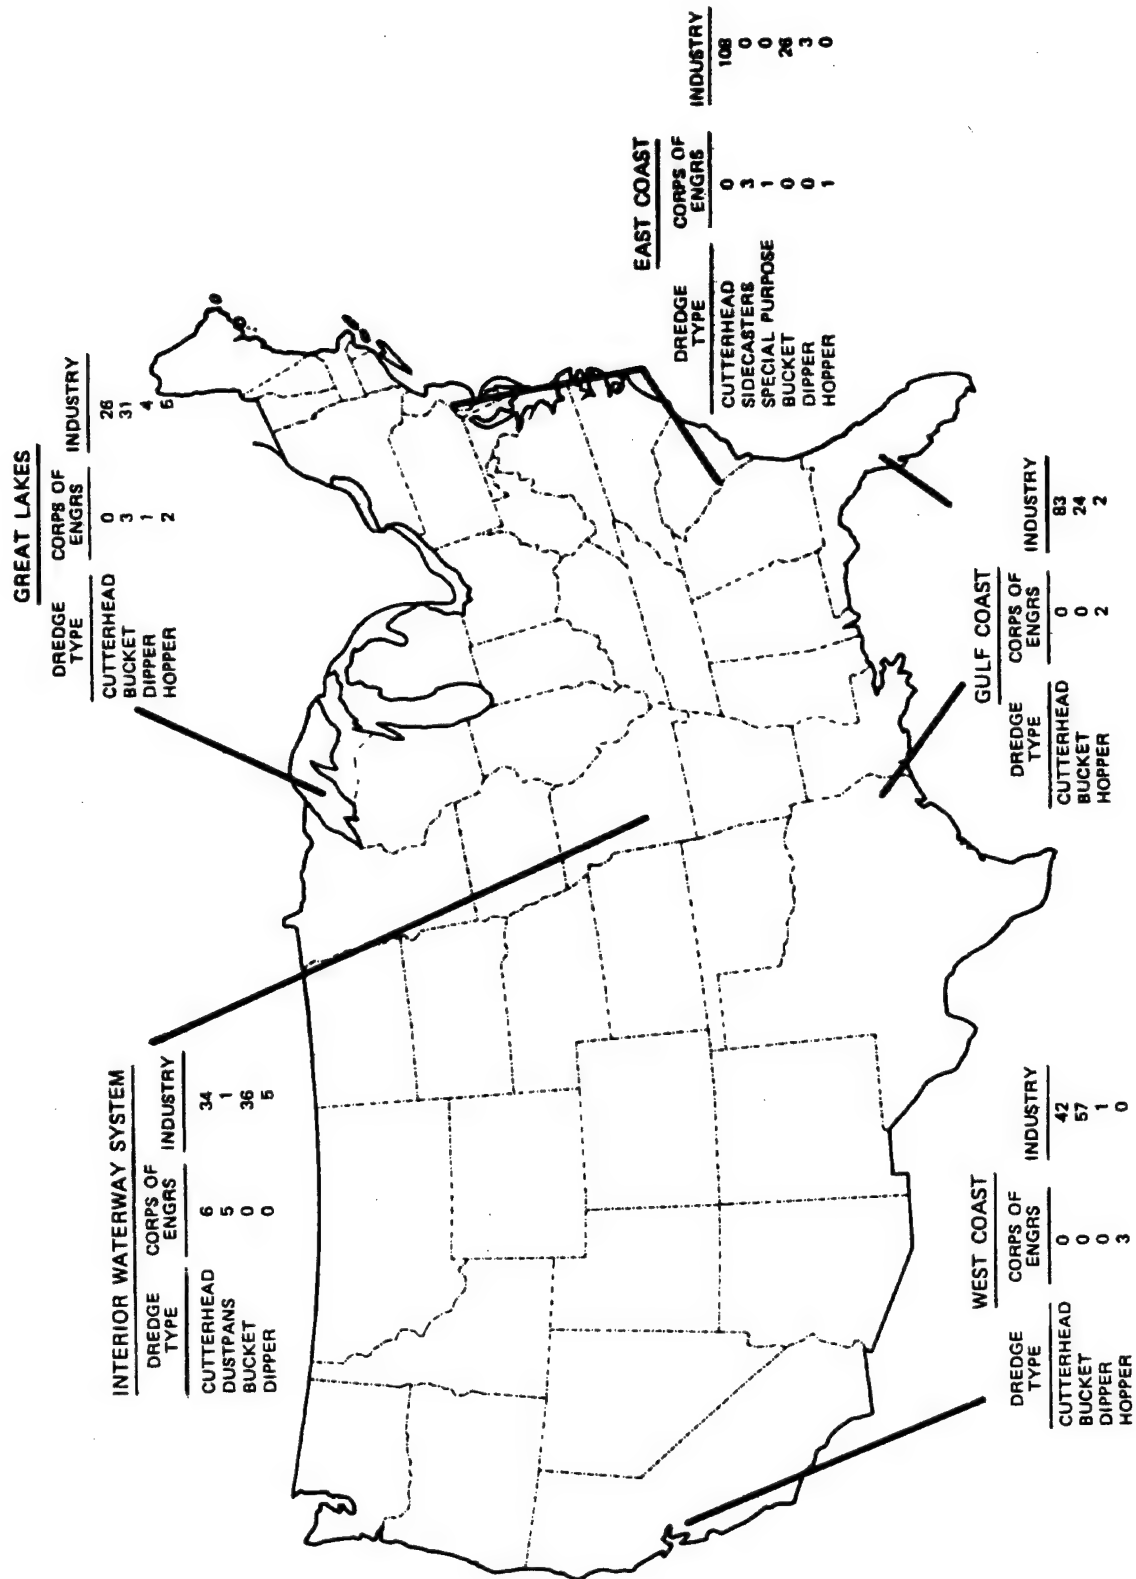 GREAT LAKES
DREDGE TYPE CORPS OF ENGRS INDUSTRY
CUTTERHEAD 0 26
BUCKET 3 31
DIPPER 1 4
HOPPER 2 5
INTERIOR WATERWAY SYSTEM
DREDGE TYPE CORPS OF ENGRS INDUSTRY
CUTTERHEAD 6 34
DUSTPANS 5 1
BUCKET 0 36
DIPPER 0 5
EAST COAST
DREDGE TYPE CORPS OF ENGRS INDUSTRY
CUTTERHEAD 0 108
SIDECASTERS 3 0
SPECIAL PURPOSE 1 0
BUCKET 0 26
DIPPER 0 3
HOPPER 1 0
WEST COAST
DREDGE TYPE CORPS OF ENGRS INDUSTRY
CUTTERHEAD 0 42
BUCKET 0 57
DIPPER 0 1
HOPPER 3 0
GULF COAST
DREDGE TYPE CORPS OF ENGRS INDUSTRY
CUTTERHEAD 0 83
BUCKET 0 24
HOPPER 2 2